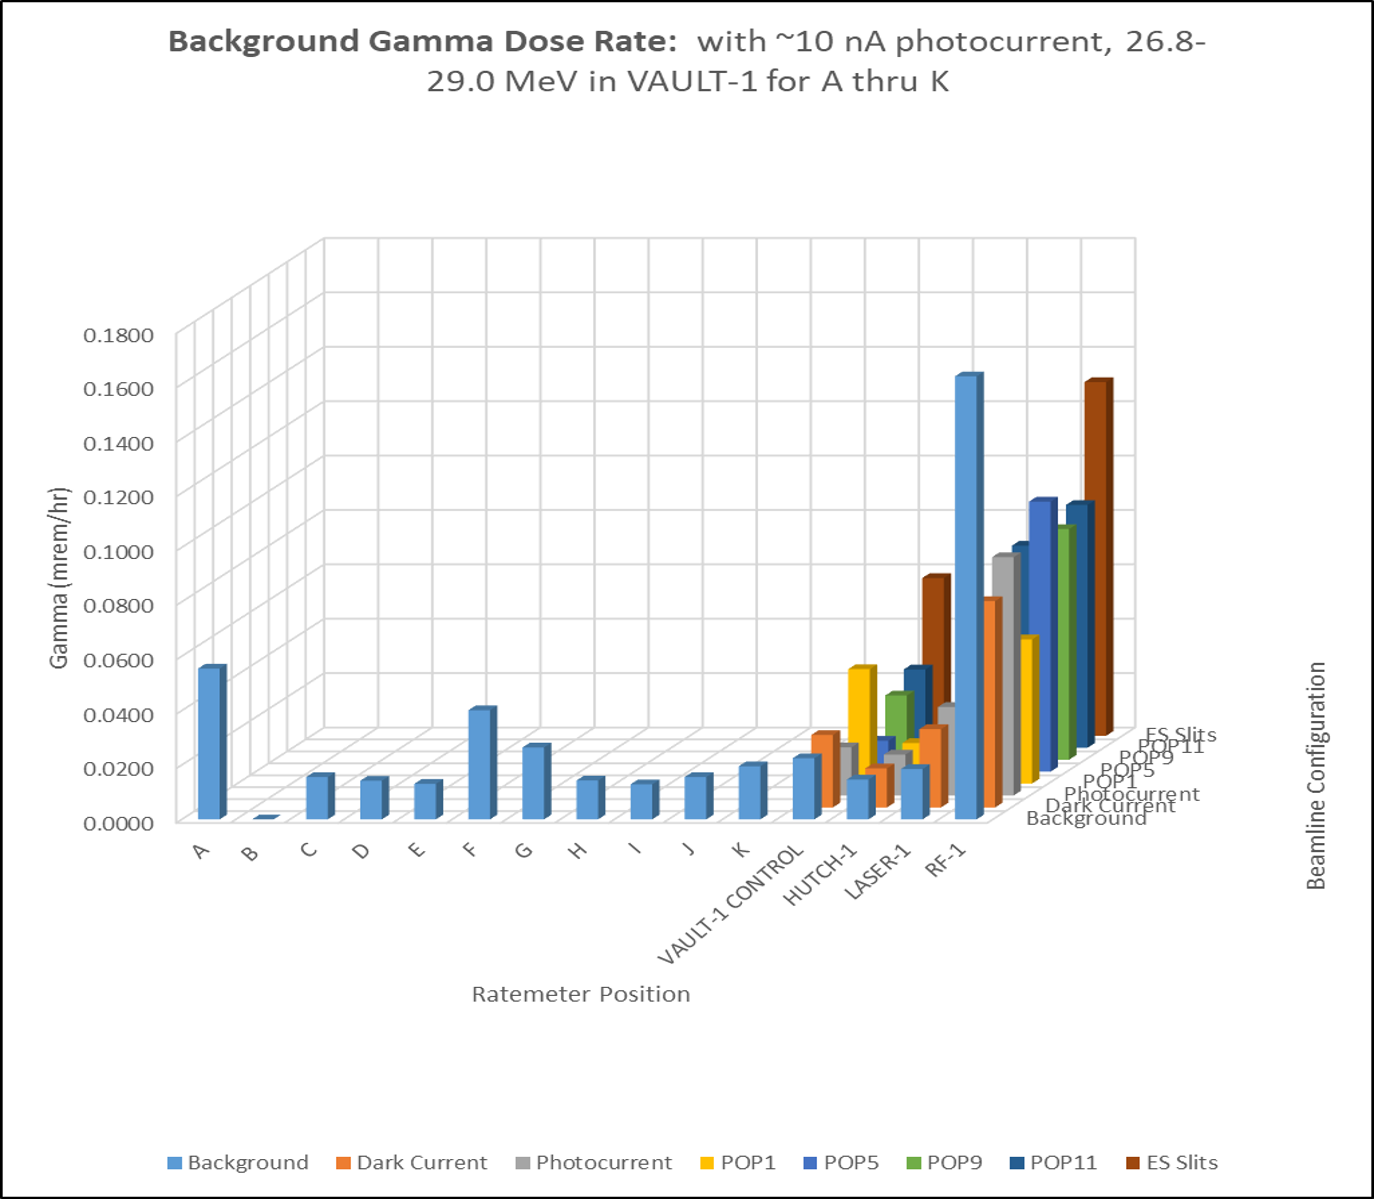 Background Gamma Dose Rate: with ~10 nA photocurrent, 26.8-
29.0 MeV in VAULT-1 for A thru K
0.1800
0.1600
0.1400
0.1200
0.1000
0.0800
0.0600
0.0400
0.0200
0.0000
Gamma (mrem/hr)
A
B
C
D
E
F
G
H
I
J
K
VAULT-1 CONTROL
HUTCH-1
LASER-1
RF-1
Ratemeter Position
ES Slits
POP11
POP9
POP5
POP1
Photocurrent
Dark Current
Background
Beamline Configuration
Background Dark Current Photocurrent POP1 POP5 POP9 POP11 ES Slits